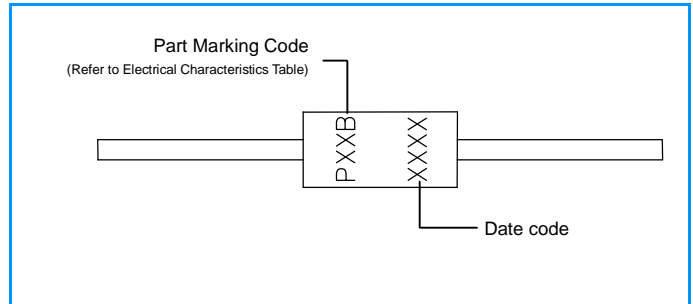 Part Marking Code
(Refer to Electrical Characteristics Table)
PXXB
XXXX
Date code